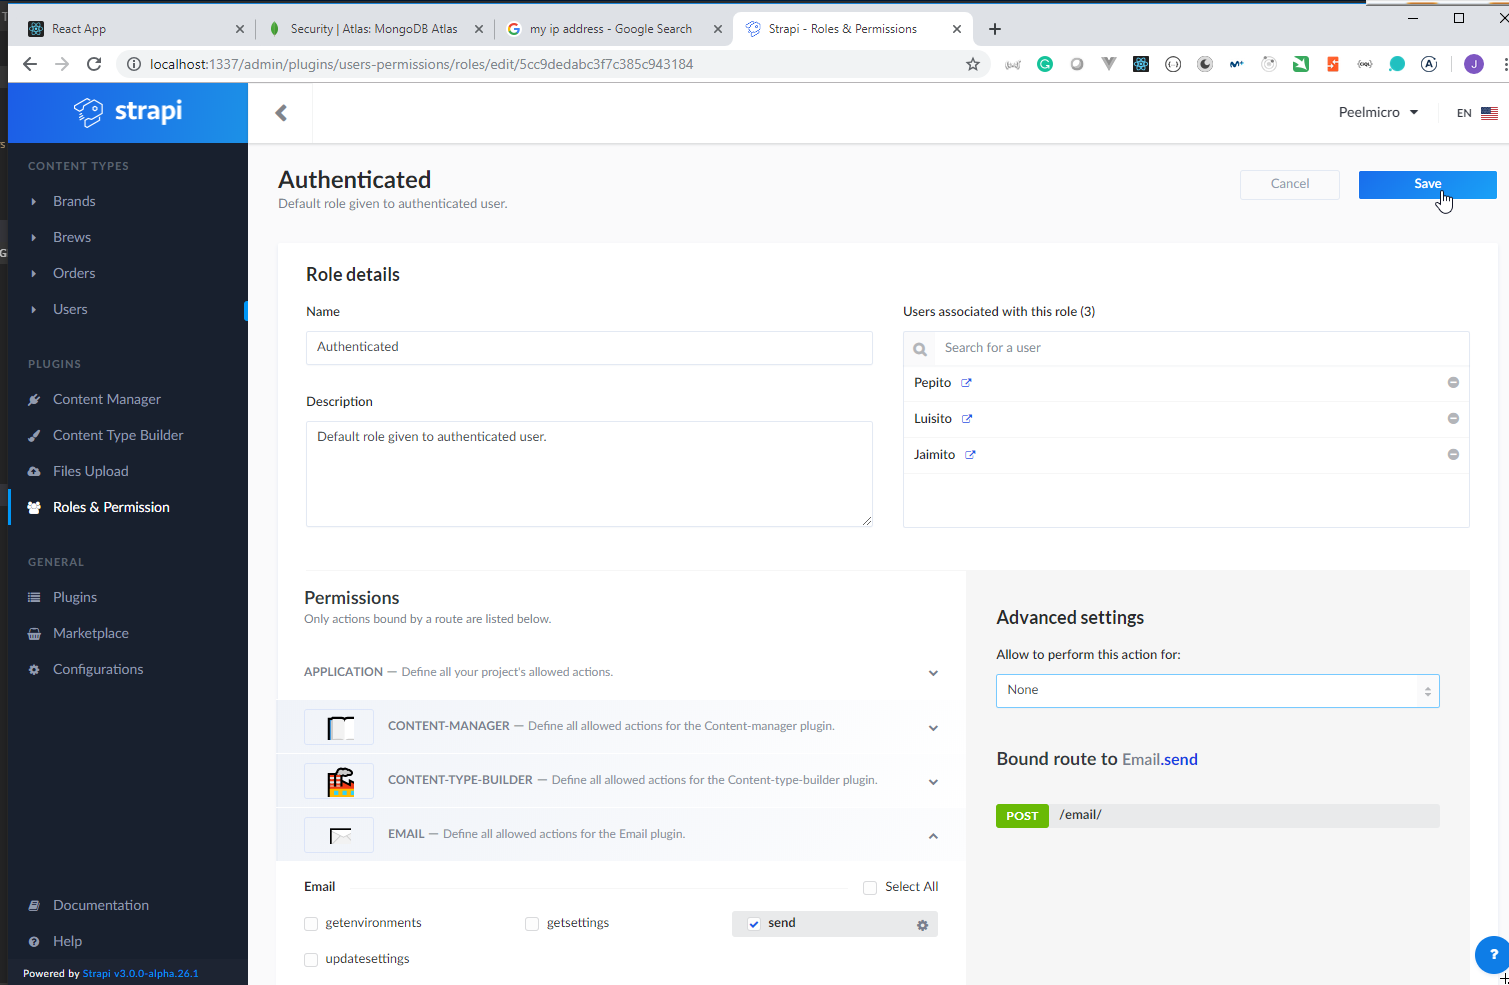 React App
Security | Atlas: MongoDB Atlas
my ip address - Google Search
Strapi - Roles & Permissions
localhost:1337/admin/plugins/users-permissions/roles/edit/5cc9dedabc3f7c385c943184
J
strapi
Peelmicro
EN
CONTENT TYPES
Brands
Brews
Orders
Users
PLUGINS
Content Manager
Content Type Builder
Files Upload
Roles & Permission
GENERAL
Plugins
Marketplace
Configurations
Documentation
Help
Powered by Strapi v3.0.0-alpha.26.1
Authenticated
Default role given to authenticated user.
Cancel
Save
Role details
Name
Authenticated
Description
Default role given to authenticated user.
Users associated with this role (3)
Search for a user
Pepito
Luisito
Jaimito
Permissions
Only actions bound by a route are listed below.
APPLICATION — Define all your project's allowed actions.
CONTENT-MANAGER — Define all allowed actions for the Content-manager plugin.
CONTENT-TYPE-BUILDER — Define all allowed actions for the Content-type-builder plugin.
EMAIL — Define all allowed actions for the Email plugin.
Email
Select All
getenvironments
getsettings
send
updatesettings
Advanced settings
Allow to perform this action for:
None
Bound route to Email.send
POST /email/
?